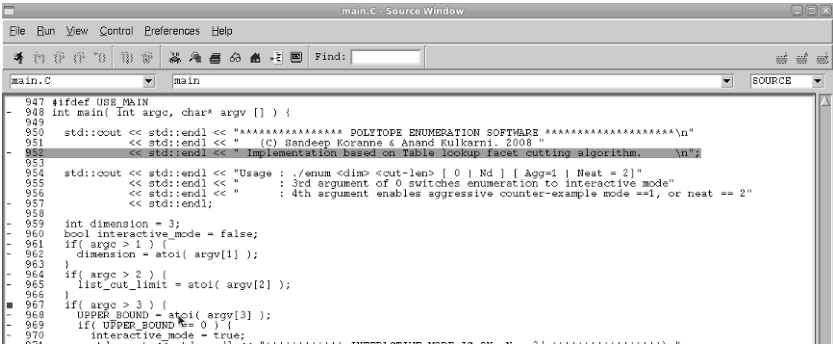 main.C - Source Window
File Run View Control Preferences Help
Find:
main.C main SOURCE
947 #ifdef USE_MAIN
- 948 int main( int argc, char* argv [] ) {
949
950 std::cout << std::endl << "**************** POLYTOPE ENUMERATION SOFTWARE *********************\n"
951 << std::endl << " (C) Sandeep Koranne & Anand Kulkarni. 2008 "
- 952 << std::endl << " Implementation based on Table lookup facet cutting algorithm. \n";
953
954 std::cout << std::endl << "Usage : ./enum <dim> <cut-len> [ 0 | Nd ] [ Agg=1 | Neat = 2]"
955 << std::endl << " : 3rd argument of 0 switches enumeration to interactive mode"
956 << std::endl << " : 4th argument enables aggressive counter-example mode ==1, or neat == 2"
- 957 << std::endl;
958
- 959 int dimension = 3;
- 960 bool interactive_mode = false;
- 961 if( argc > 1 ) {
- 962 dimension = atoi( argv[1] );
963 }
- 964 if( argc > 2 ) {
- 965 list_cut_limit = atoi( argv[2] );
966 }
967 if( argc > 3 ) {
- 968 UPPER_BOUND = atoi( argv[3] );
- 969 if( UPPER_BOUND == 0 ) {
- 970 interactive_mode = true;